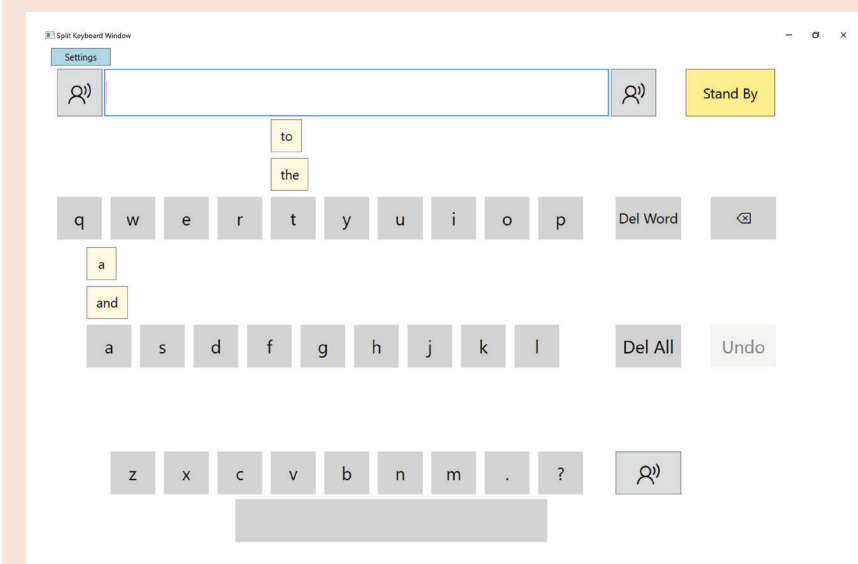 Split Keyboard Window
Settings
Stand By
to
the
q w e r t y u i o p Del Word
a
and
a s d f g h j k l Del All Undo
z x c v b n m . ?